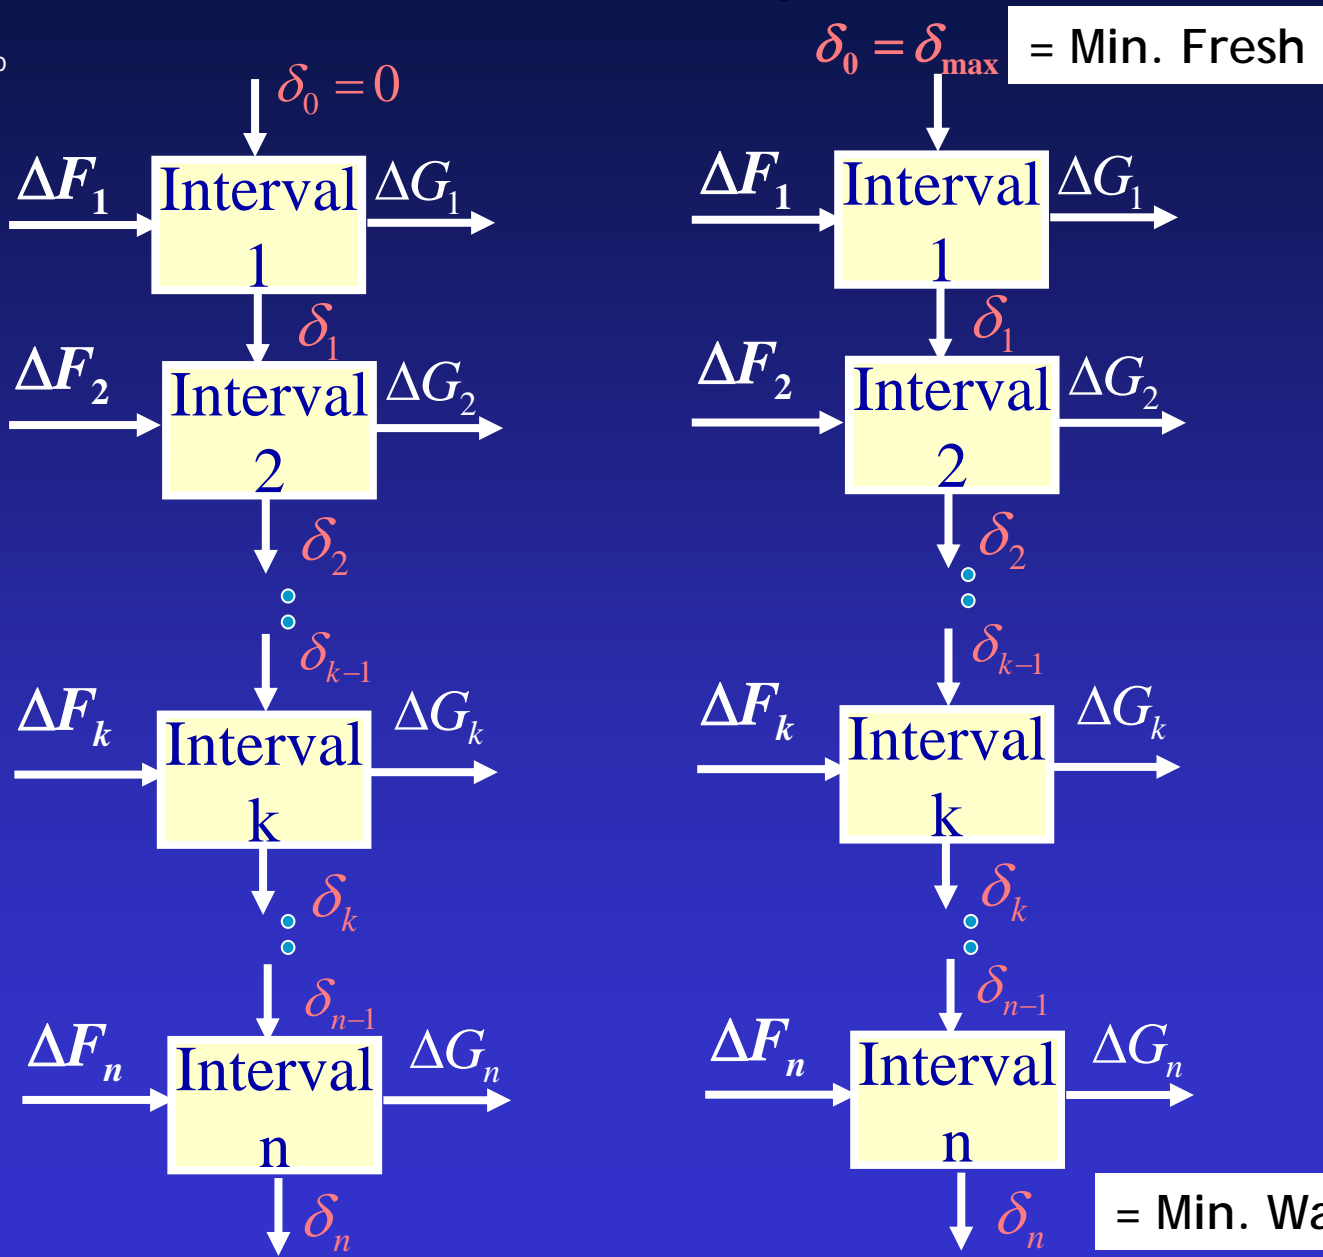 δ₀ = 0
ΔF₁
Interval
1
ΔG₁
δ₁
ΔF₂
Interval
2
ΔG₂
δ₂
δₖ₋₁
ΔFₖ
Interval
k
ΔGₖ
δₖ
δₙ₋₁
ΔFₙ
Interval
n
ΔGₙ
δₙ
δ₀ = δmax
= Min. Fresh
ΔF₁
Interval
1
ΔG₁
δ₁
ΔF₂
Interval
2
ΔG₂
δ₂
δₖ₋₁
ΔFₖ
Interval
k
ΔGₖ
δₖ
δₙ₋₁
ΔFₙ
Interval
n
ΔGₙ
δₙ
= Min.